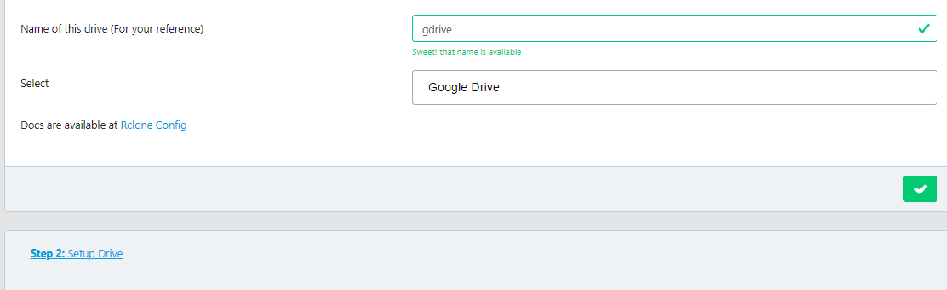 Name of this drive (For your reference)
gdrive
Sweet! that name is available
Select
Google Drive
Docs are available at Rclone Config
Step 2: Setup Drive